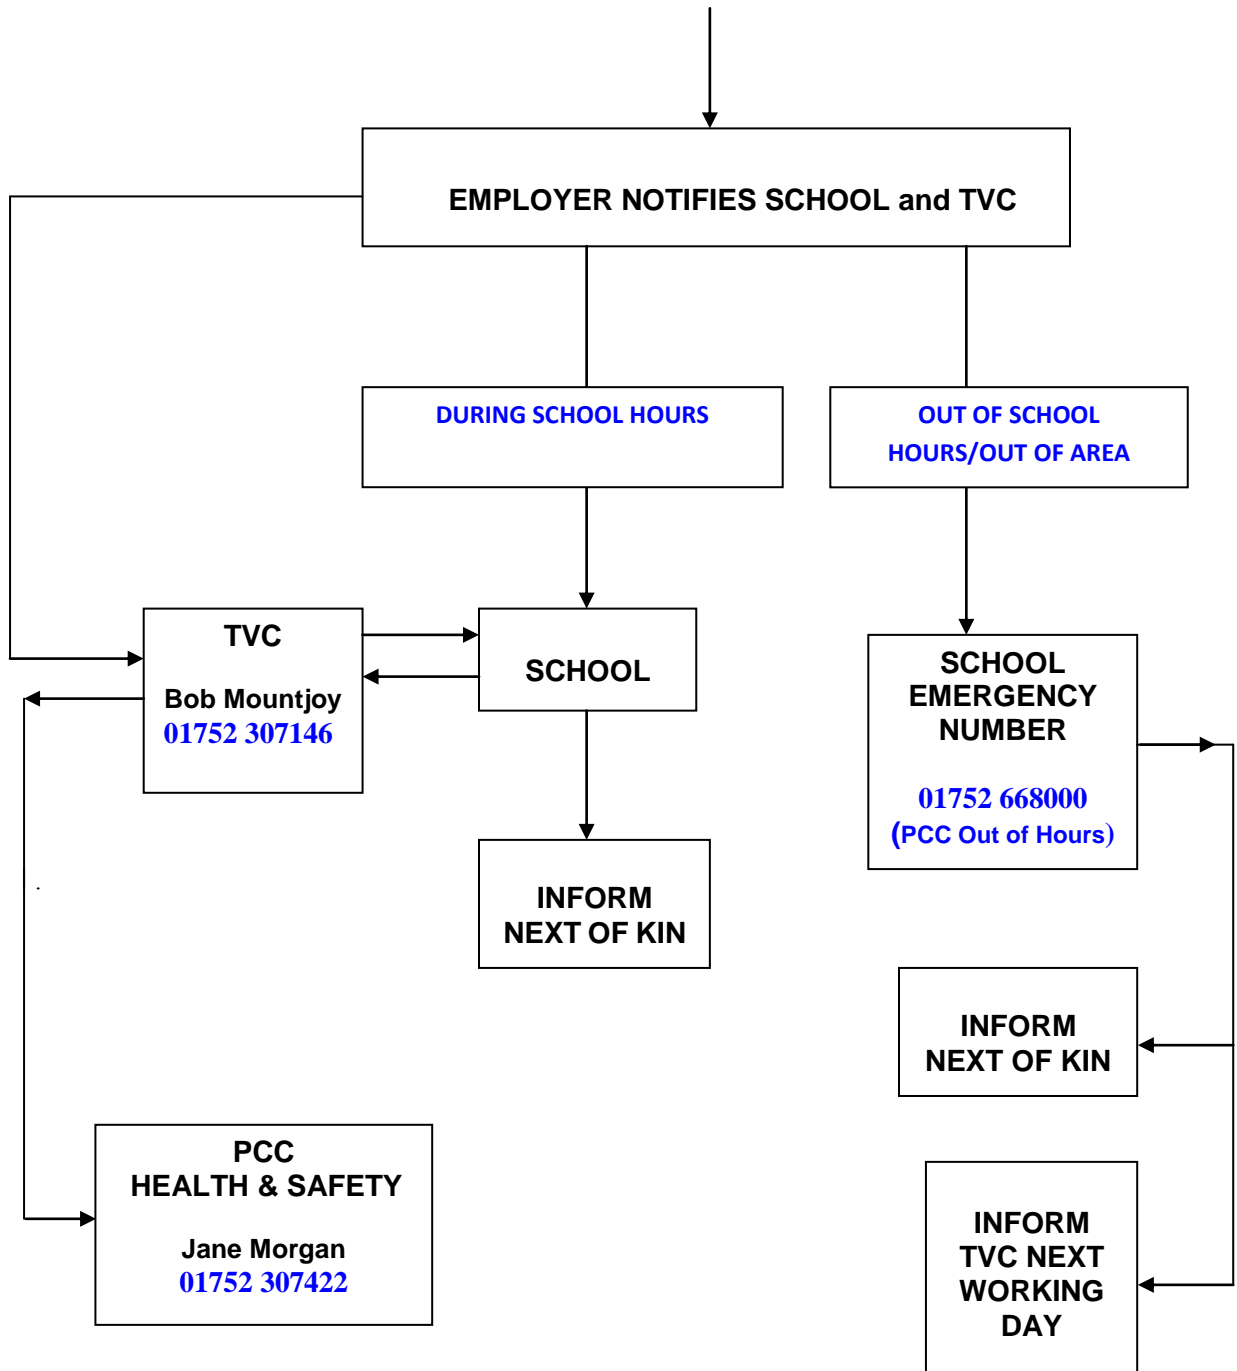 EMPLOYER NOTIFIES SCHOOL and TVC
DURING SCHOOL HOURS
OUT OF SCHOOL
HOURS/OUT OF AREA
TVC
Bob Mountjoy
01752 307146
SCHOOL
SCHOOL
EMERGENCY
NUMBER
01752 668000
(PCC Out of Hours)
INFORM
NEXT OF KIN
INFORM
NEXT OF KIN
PCC
HEALTH & SAFETY
Jane Morgan
01752 307422
INFORM
TVC NEXT
WORKING
DAY